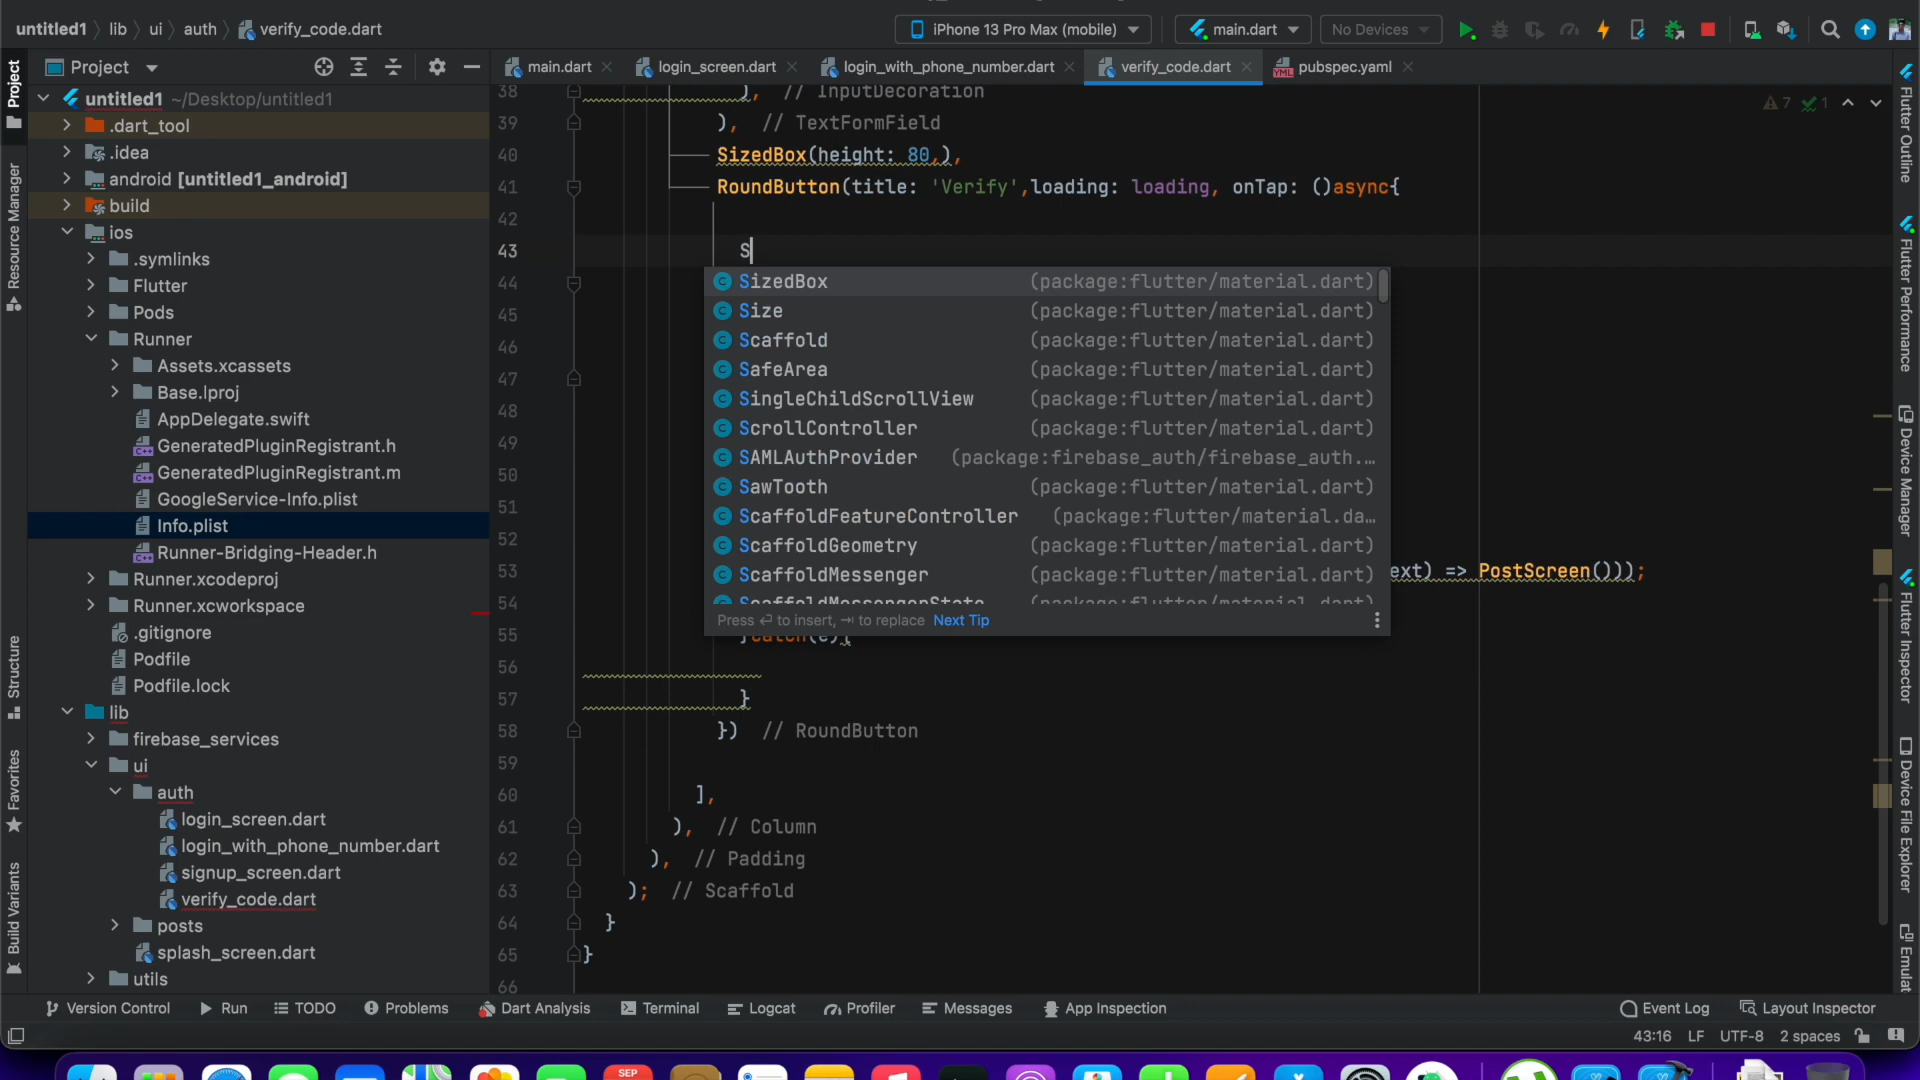 untitled1 lib ui auth verify_code.dart
iPhone 13 Pro Max (mobile) main.dart No Devices
Project
main.dart login_screen.dart login_with_phone_number.dart verify_code.dart pubspec.yaml
untitled1 ~/Desktop/untitled1
.dart_tool
.idea
android [untitled1_android]
build
ios
.symlinks
Flutter
Pods
Runner
Assets.xcassets
Base.lproj
AppDelegate.swift
GeneratedPluginRegistrant.h
GeneratedPluginRegistrant.m
GoogleService-Info.plist
Info.plist
Runner-Bridging-Header.h
Runner.xcodeproj
Runner.xcworkspace
.gitignore
Podfile
Podfile.lock
lib
firebase_services
ui
auth
login_screen.dart
login_with_phone_number.dart
signup_screen.dart
verify_code.dart
posts
splash_screen.dart
utils
38 ), // InputDecoration
39 ), // TextFormField
40 SizedBox(height: 80,),
41 RoundButton(title: 'Verify',loading: loading, onTap: ()async{
42
43 S
44
45
46
47
48
49
50
51
52
53 ext) => PostScreen()));
54
55 }catch(e){
56
57 }
58 }) // RoundButton
59
60 ],
61 ), // Column
62 ), // Padding
63 ); // Scaffold
64 }
65 }
66
SizedBox (package:flutter/material.dart)
Size (package:flutter/material.dart)
Scaffold (package:flutter/material.dart)
SafeArea (package:flutter/material.dart)
SingleChildScrollView (package:flutter/material.dart)
ScrollController (package:flutter/material.dart)
SAMLAuthProvider (package:firebase_auth/firebase_auth.…
SawTooth (package:flutter/material.dart)
ScaffoldFeatureController (package:flutter/material.da…
ScaffoldGeometry (package:flutter/material.dart)
ScaffoldMessenger (package:flutter/material.dart)
ScaffoldMessengerState (package:flutter/material.dart)
Press ⏎ to insert, ⇥ to replace Next Tip
7 1
Project
Resource Manager
Structure
Favorites
Build Variants
Flutter Outline
Flutter Performance
Device Manager
Flutter Inspector
Device File Explorer
Emulat
Version Control Run TODO Problems Dart Analysis Terminal Logcat Profiler Messages App Inspection Event Log Layout Inspector
43:16 LF UTF-8 2 spaces
SEP